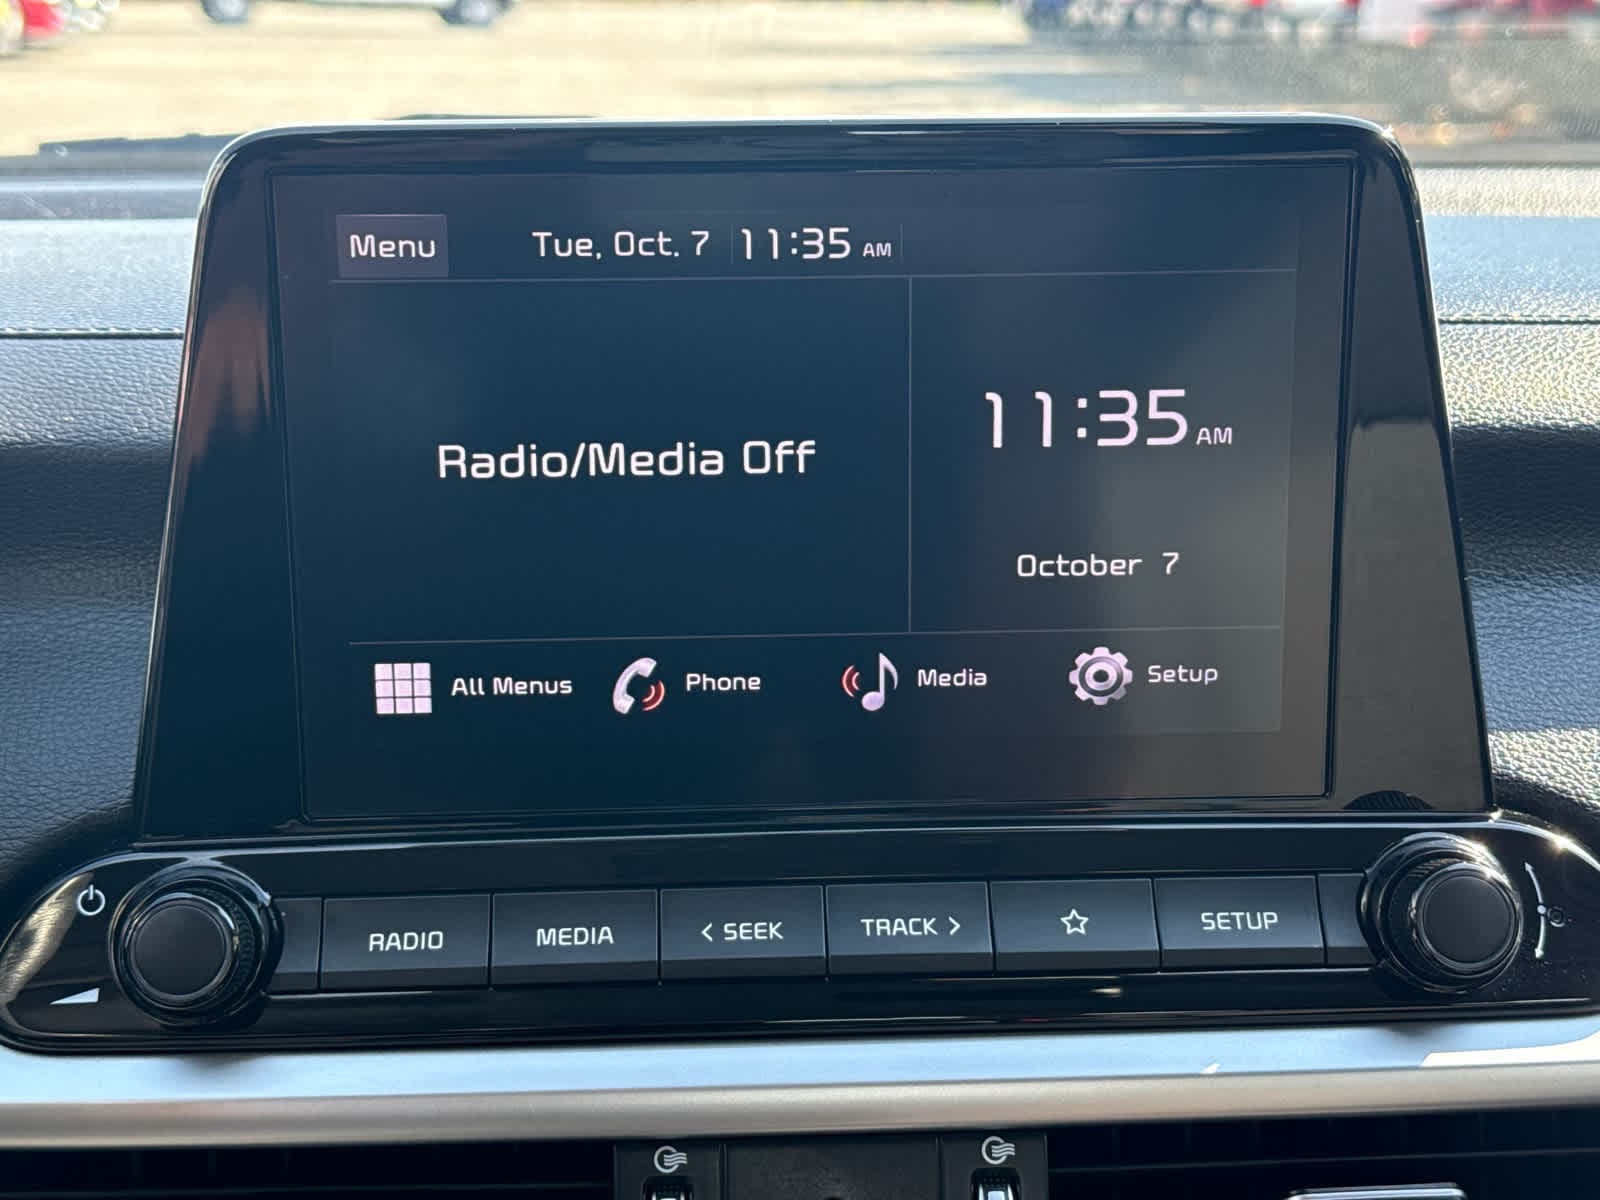 Menu Tue, Oct. 7 11:35 AM
Radio/Media Off
11:35 AM
October 7
All Menus Phone Media Setup
RADIO MEDIA < SEEK TRACK > SETUP